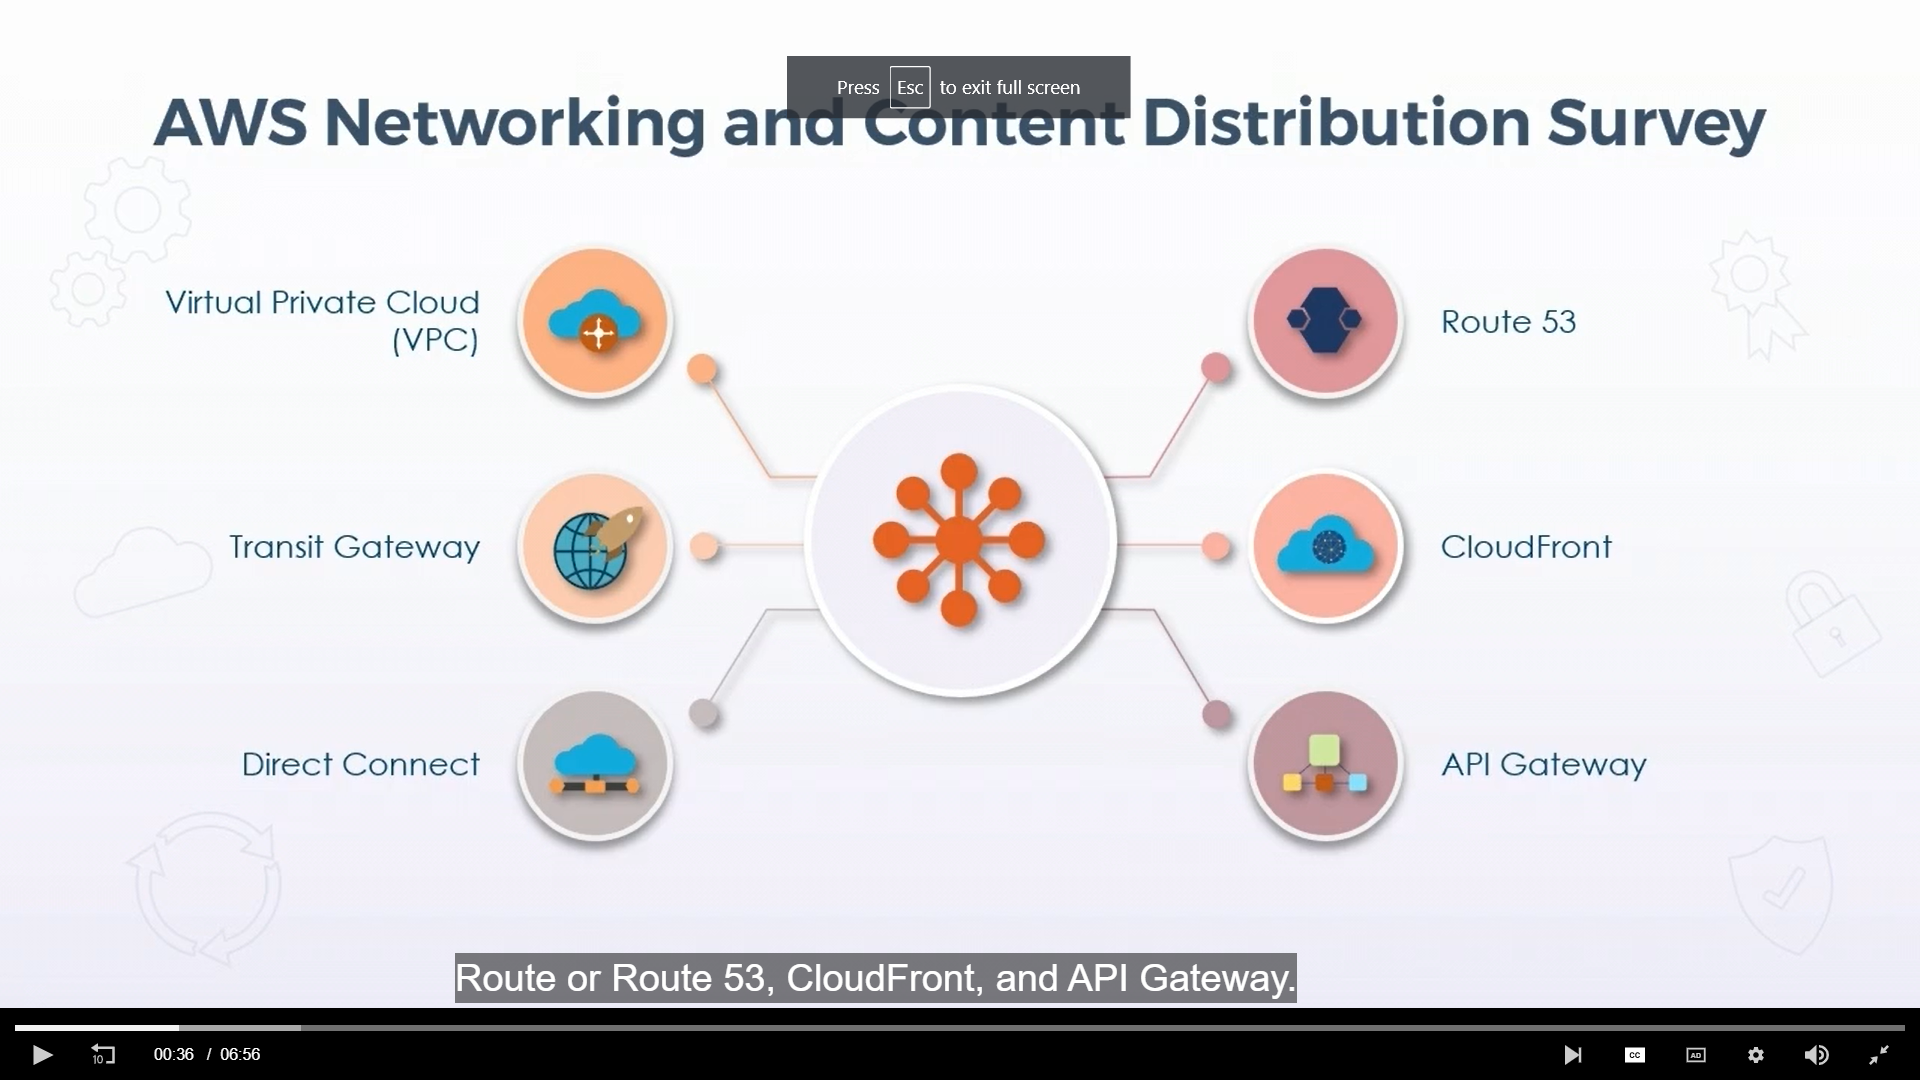 Press Esc to exit full screen
AWS Networking and Content Distribution Survey
Virtual Private Cloud
(VPC)
Route 53
Transit Gateway
CloudFront
Direct Connect
API Gateway
Route or Route 53, CloudFront, and API Gateway.
10
00:36 / 06:56
CC
AD